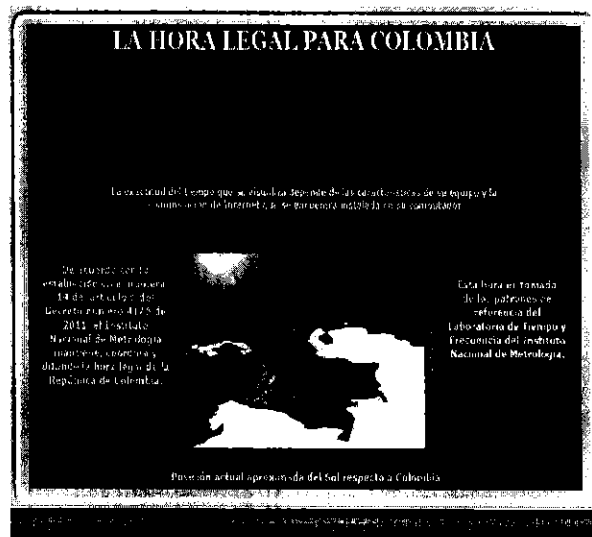 LA HORA LEGAL PARA COLOMBIA
La exactitud del tiempo que se visualiza depende de las características de su equipo y la
de Internet que se encuentra instalada en su computador
De acuerdo con lo
establecido en el numeral
14 del artículo 6 del
Decreto número 4175 de
2011, el Instituto
Nacional de Metrología
mantiene, coordina y
difunde la hora legal de la
República de Colombia.
Esta hora es tomada
de los patrones de
referencia del
Laboratorio de Tiempo y
Frecuencia del Instituto
Nacional de Metrología.
Posición actual aproximada del Sol respecto a Colombia